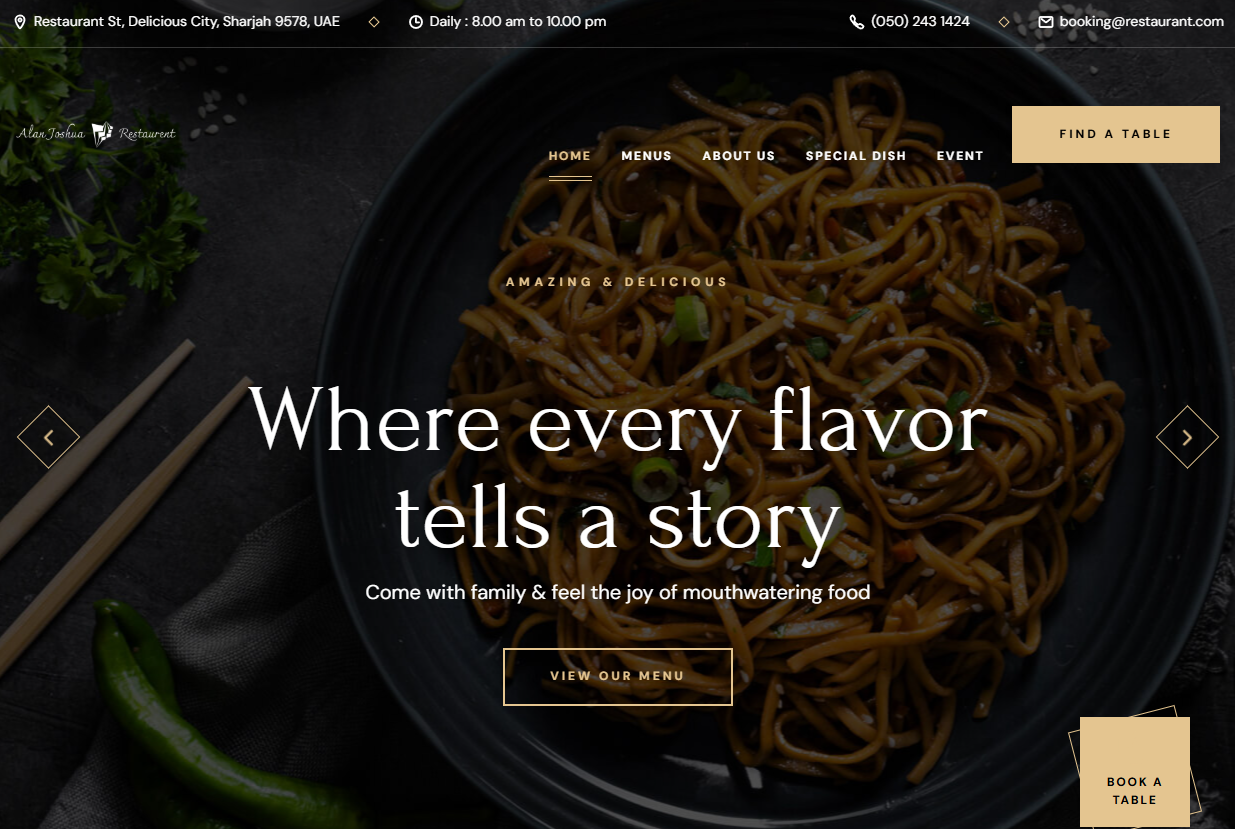 Restaurant St, Delicious City, Sharjah 9578, UAE
Daily : 8.00 am to 10.00 pm
(050) 243 1424
booking@restaurant.com
Alan Joshua Restaurent
HOME
MENUS
ABOUT US
SPECIAL DISH
EVENT
FIND A TABLE
AMAZING & DELICIOUS
Where every flavor
tells a story
Come with family & feel the joy of mouthwatering food
VIEW OUR MENU
BOOK A
TABLE